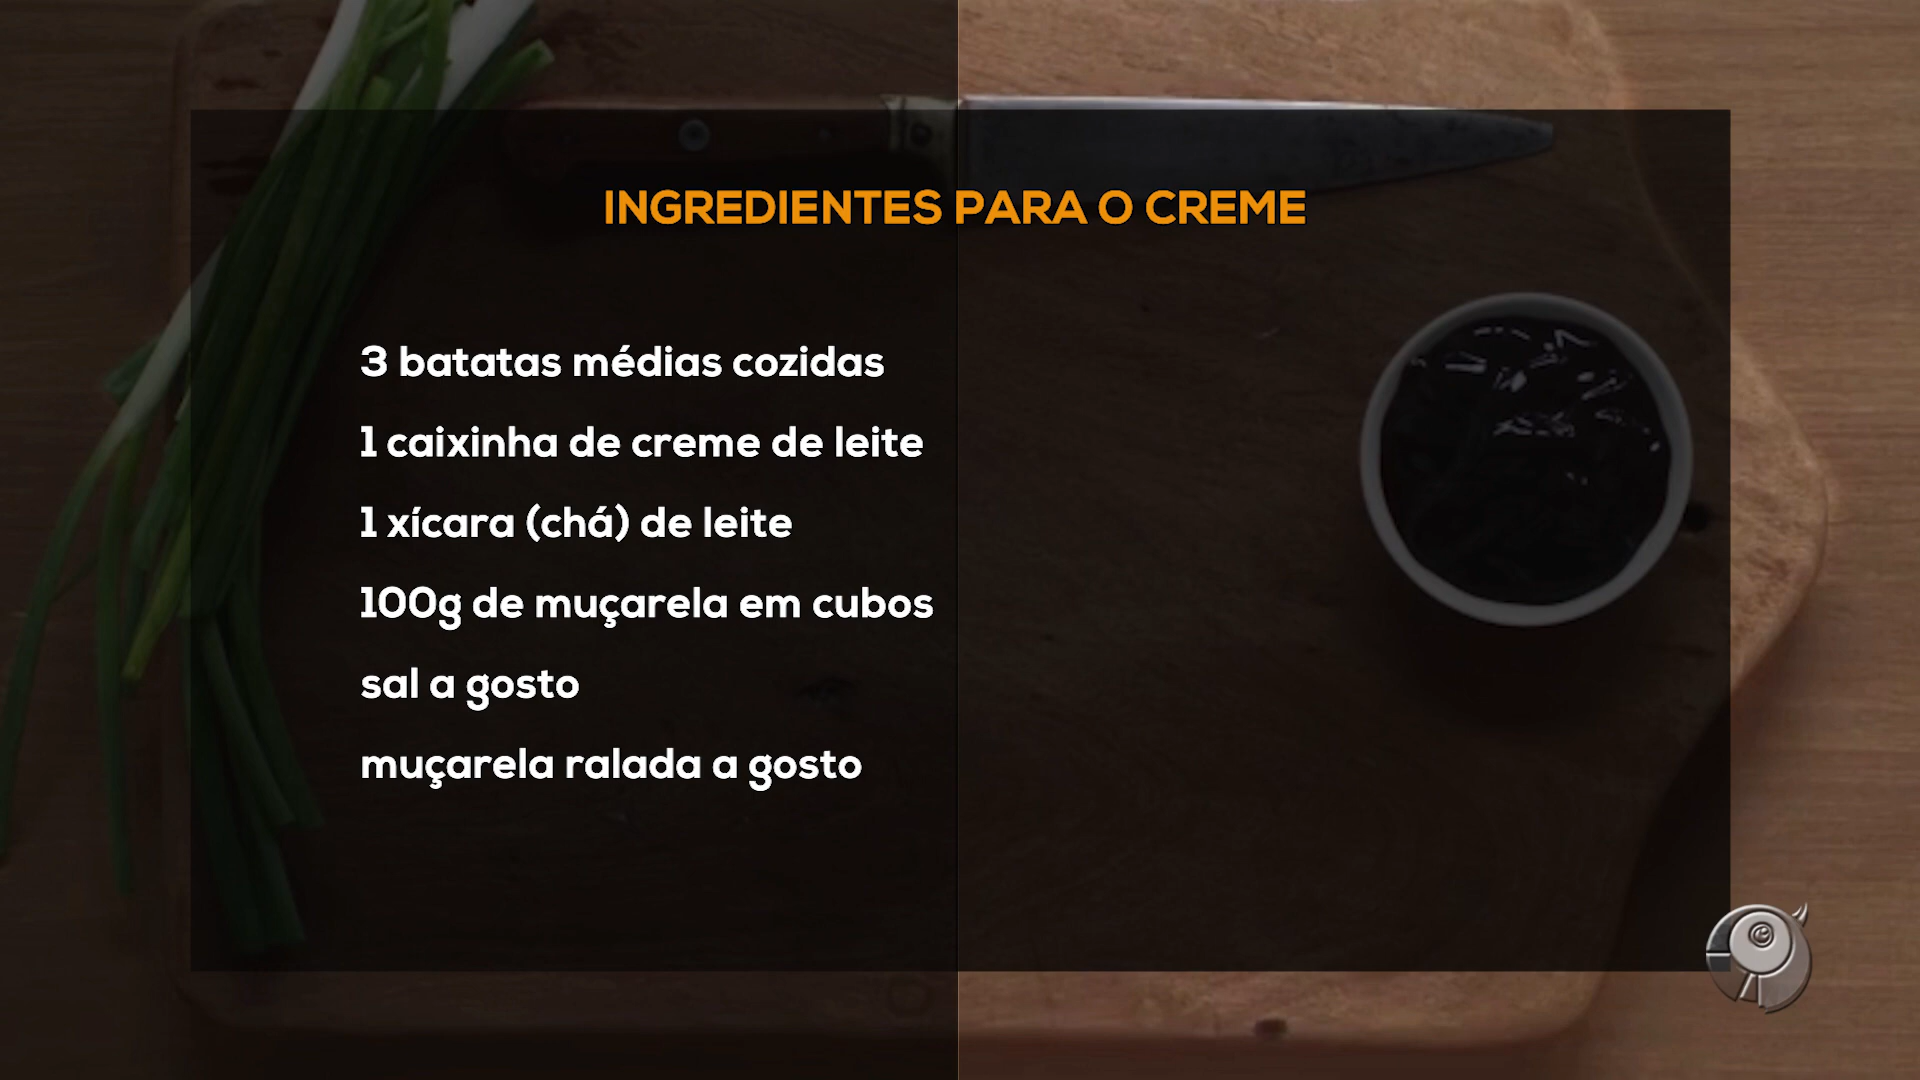 INGREDIENTES PARA O CREME
3 batatas médias cozidas
1 caixinha de creme de leite
1 xícara (chá) de leite
100g de muçarela em cubos
sal a gosto
muçarela ralada a gosto